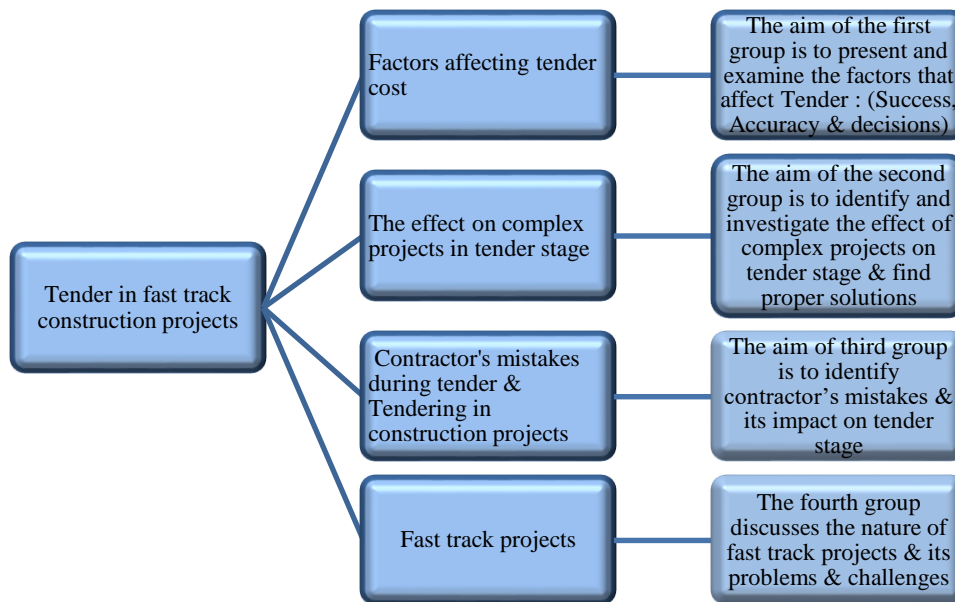 Tender in fast track
construction projects
Factors affecting tender
cost
The aim of the first
group is to present and
examine the factors that
affect Tender : (Success,
Accuracy & decisions)
The effect on complex
projects in tender stage
The aim of the second
group is to identify and
investigate the effect of
complex projects on
tender stage & find
proper solutions
Contractor's mistakes
during tender &
Tendering in
construction projects
The aim of third group
is to identify
contractor’s mistakes &
its impact on tender
stage
Fast track projects
The fourth group
discusses the nature of
fast track projects & its
problems & challenges